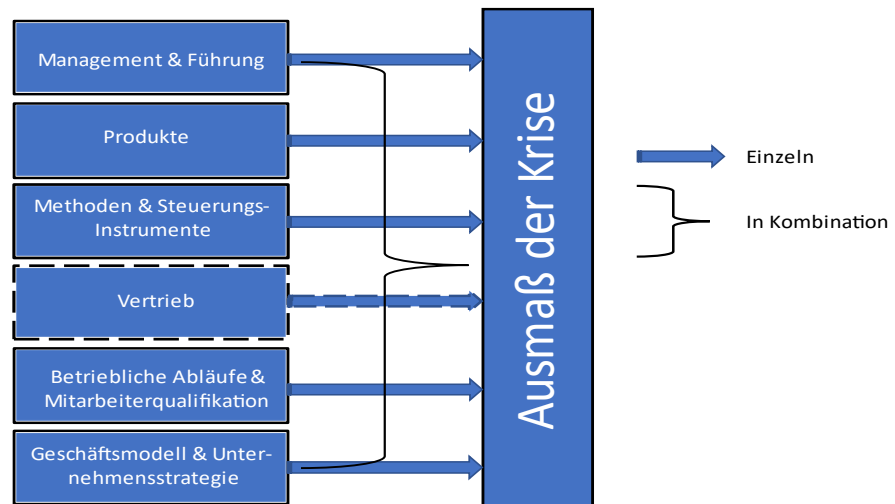 Management & Führung
Produkte
Methoden & Steuerungs-
Instrumente
Vertrieb
Betriebliche Abläufe &
Mitarbeiterqualifikation
Geschäftsmodell & Unter-
nehmensstrategie
Ausmaß der Krise
Einzeln
In Kombination